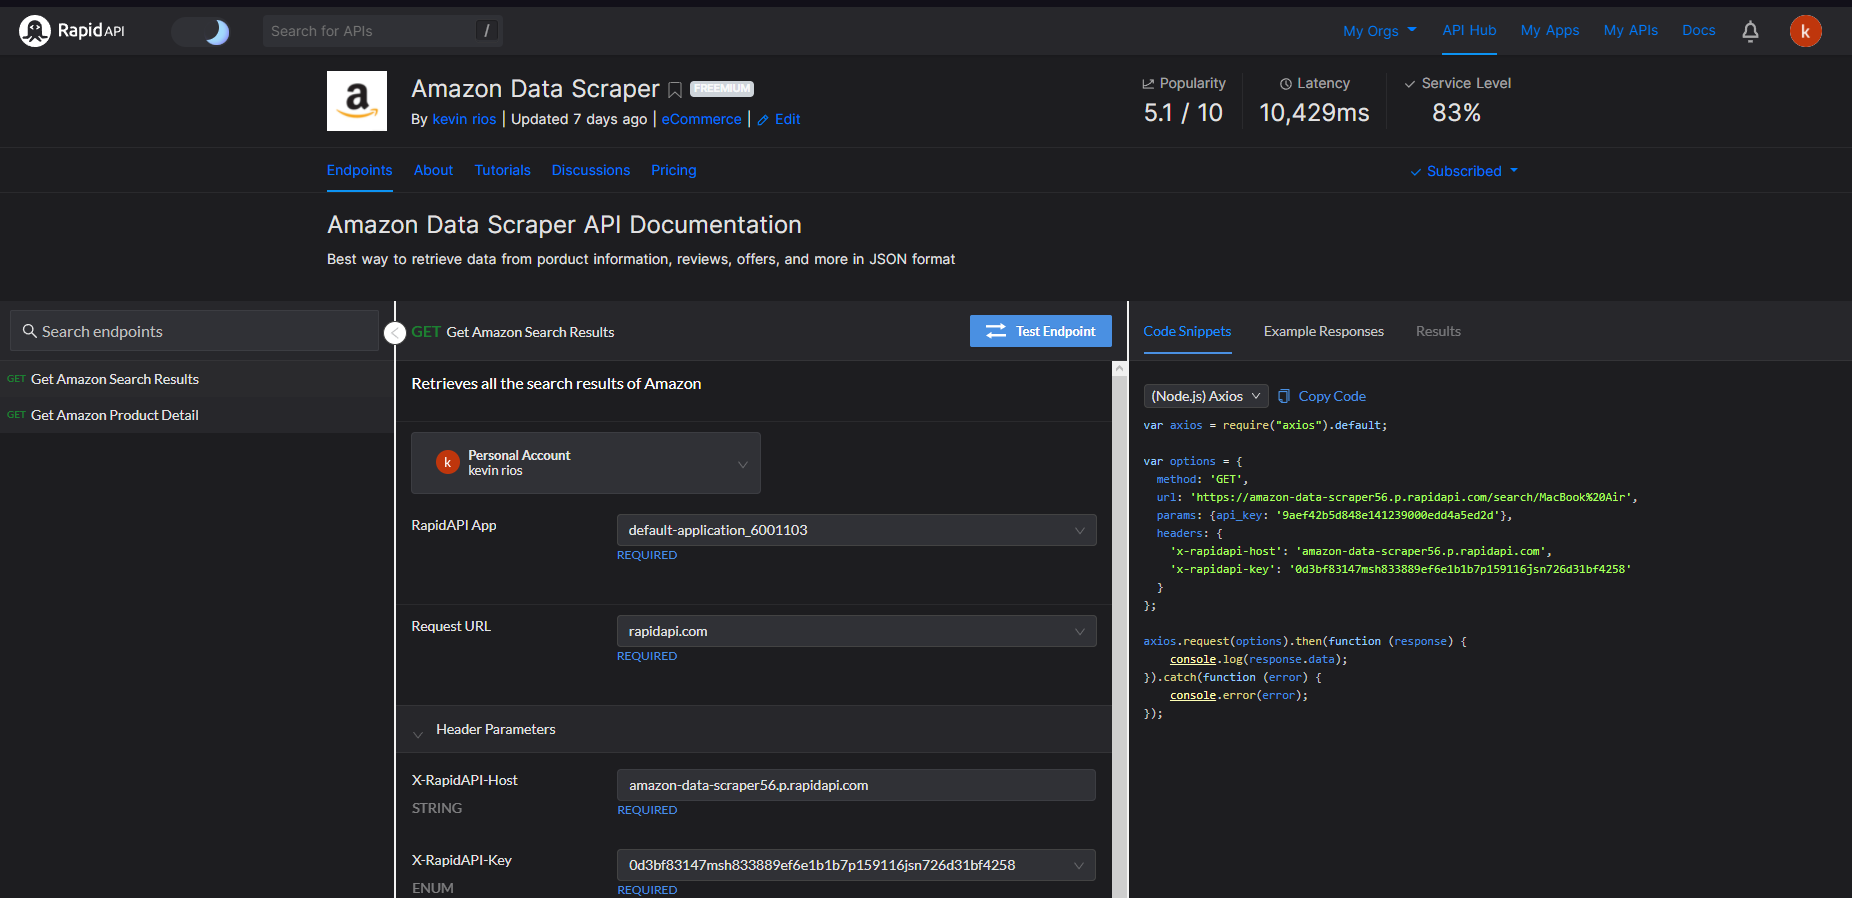 RapidAPI
Search for APIs /
My Orgs API Hub My Apps My APIs Docs k
a
Amazon Data Scraper FREEMIUM
By kevin rios | Updated 7 days ago | eCommerce | Edit
Popularity
5.1 / 10
Latency
10,429ms
Service Level
83%
Endpoints About Tutorials Discussions Pricing
Subscribed
Amazon Data Scraper API Documentation
Best way to retrieve data from porduct information, reviews, offers, and more in JSON format
Search endpoints
GET Get Amazon Search Results
GET Get Amazon Product Detail
GET Get Amazon Search Results
Test Endpoint
Retrieves all the search results of Amazon
k
Personal Account
kevin rios
RapidAPI App
default-application_6001103
REQUIRED
Request URL
rapidapi.com
REQUIRED
Header Parameters
X-RapidAPI-Host
STRING
amazon-data-scraper56.p.rapidapi.com
REQUIRED
X-RapidAPI-Key
ENUM
0d3bf83147msh833889ef6e1b1b7p159116jsn726d31bf4258
REQUIRED
Code Snippets Example Responses Results
(Node.js) Axios Copy Code
var axios = require("axios").default;
var options = {
method: 'GET',
url: 'https://amazon-data-scraper56.p.rapidapi.com/search/MacBook%20Air',
params: {api_key: '9aef42b5d848e141239000edd4a5ed2d'},
headers: {
'x-rapidapi-host': 'amazon-data-scraper56.p.rapidapi.com',
'x-rapidapi-key': '0d3bf83147msh833889ef6e1b1b7p159116jsn726d31bf4258'
}
};
axios.request(options).then(function (response) {
console.log(response.data);
}).catch(function (error) {
console.error(error);
});